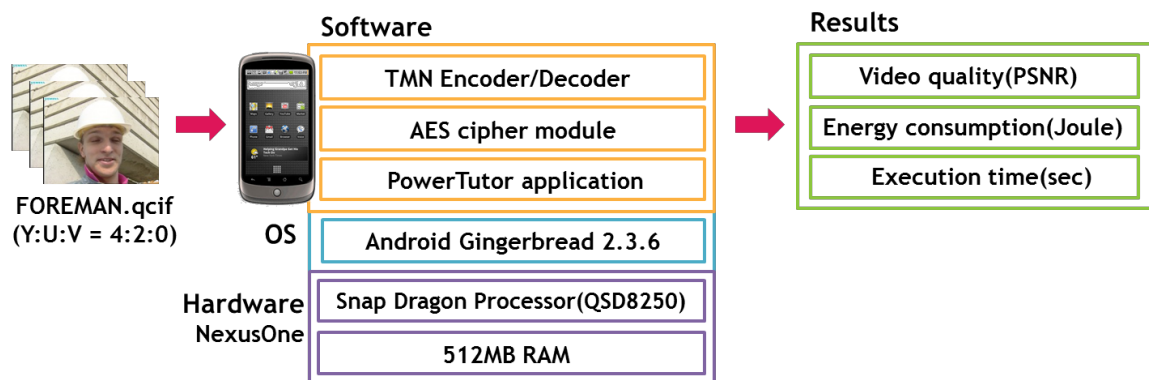 Software
TMN Encoder/Decoder
AES cipher module
PowerTutor application
FOREMAN.qcif
(Y:U:V = 4:2:0)
OS
Android Gingerbread 2.3.6
Hardware
NexusOne
Snap Dragon Processor(QSD8250)
512MB RAM
Results
Video quality(PSNR)
Energy consumption(Joule)
Execution time(sec)